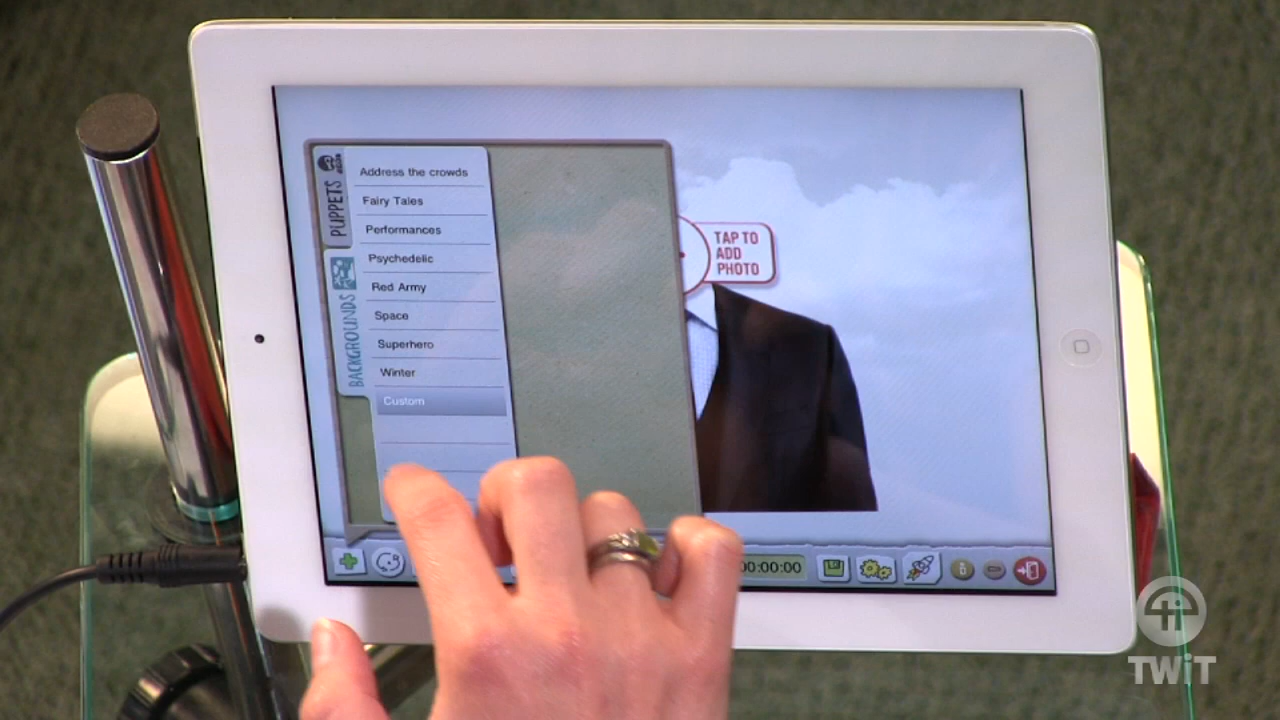 PUPPETS
BACKGROUNDS
Address the crowds
Fairy Tales
Performances
Psychedelic
Red Army
Space
Superhero
Winter
Custom
TAP TO
ADD
PHOTO
00:00:00
TWiT